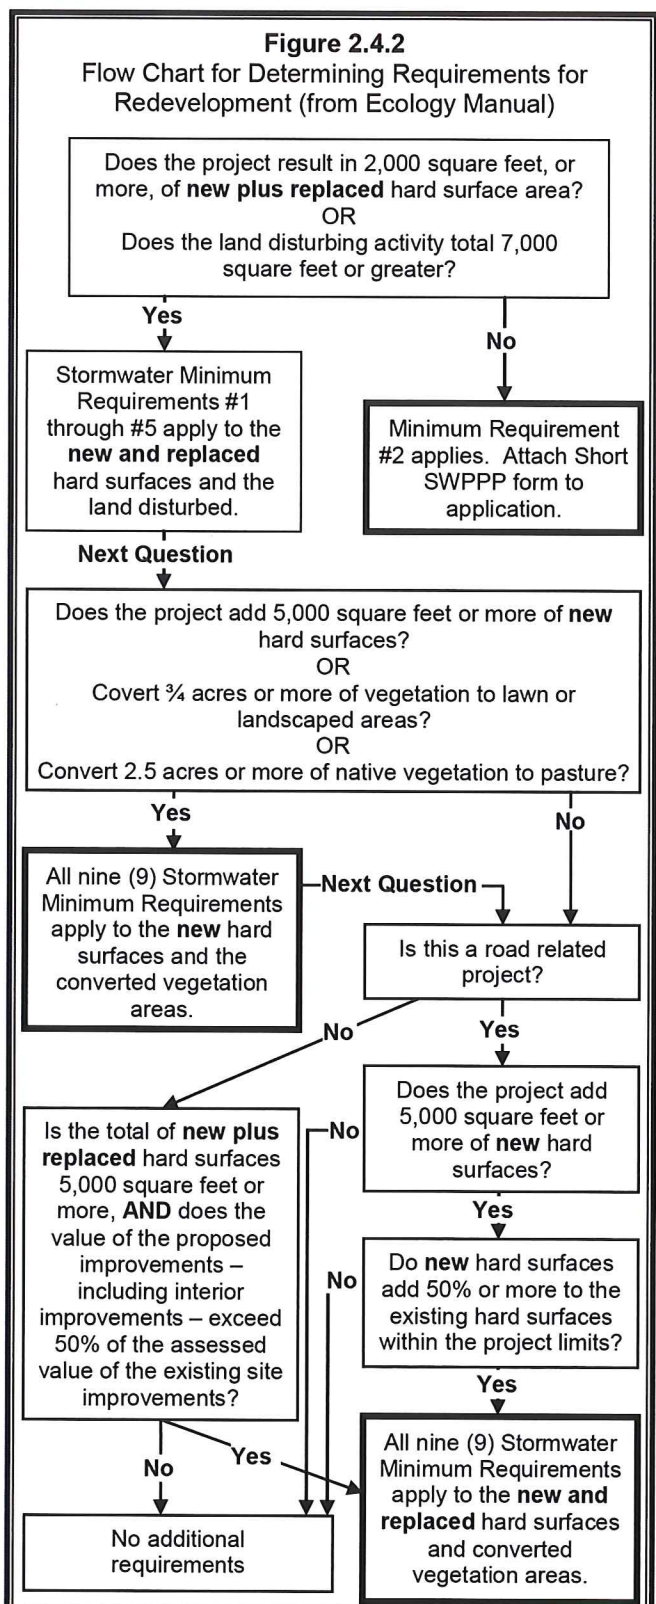 Figure 2.4.2
Flow Chart for Determining Requirements for
Redevelopment (from Ecology Manual)
Does the project result in 2,000 square feet, or
more, of new plus replaced hard surface area?
OR
Does the land disturbing activity total 7,000
square feet or greater?
Yes
No
Stormwater Minimum
Requirements #1
through #5 apply to the
new and replaced
hard surfaces and the
land disturbed.
Minimum Requirement
#2 applies. Attach Short
SWPPP form to
application.
Next Question
Does the project add 5,000 square feet or more of new
hard surfaces?
OR
Covert ¾ acres or more of vegetation to lawn or
landscaped areas?
OR
Convert 2.5 acres or more of native vegetation to pasture?
Yes
No
All nine (9) Stormwater
Minimum Requirements
apply to the new hard
surfaces and the
converted vegetation
areas.
Next Question
Is this a road related
project?
No
Yes
Does the project add
5,000 square feet or
more of new hard
surfaces?
No
Yes
Is the total of new plus
replaced hard surfaces
5,000 square feet or
more, AND does the
value of the proposed
improvements –
including interior
improvements – exceed
50% of the assessed
value of the existing site
improvements?
Do new hard surfaces
add 50% or more to the
existing hard surfaces
within the project limits?
No
Yes
No
Yes
All nine (9) Stormwater
Minimum Requirements
apply to the new and
replaced hard surfaces
and converted
vegetation areas.
No additional
requirements